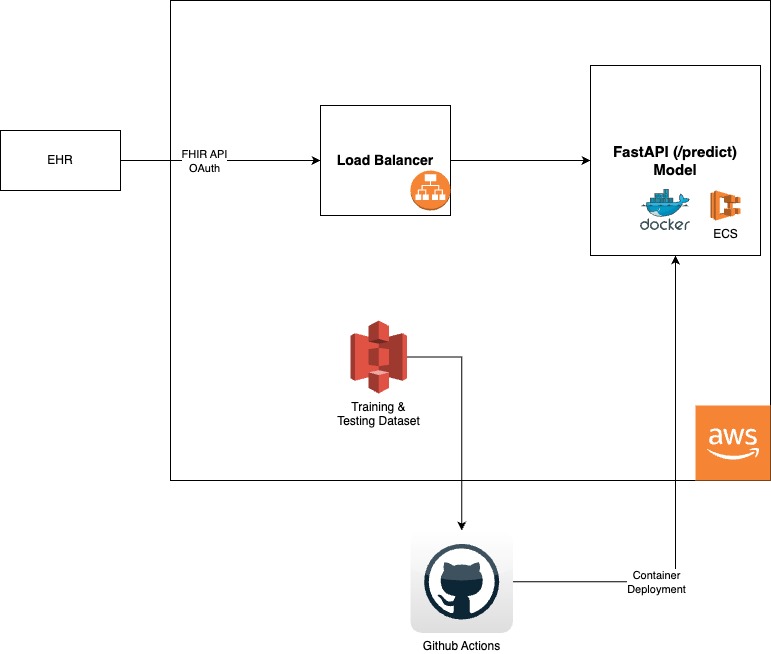 EHR
FHIR API
OAuth
Load Balancer
FastAPI (/predict)
Model
docker
ECS
Training &
Testing Dataset
aws
Container
Deployment
Github Actions